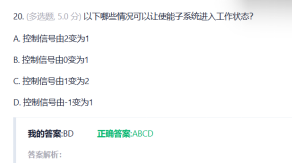 20. (多选题, 5.0 分) 以下哪些情况可以让使能子系统进入工作状态?
A. 控制信号由2变为1
B. 控制信号由0变为1
C. 控制信号由1变为2
D. 控制信号由-1变为1
我的答案:BD 正确答案:ABCD
答案解析：